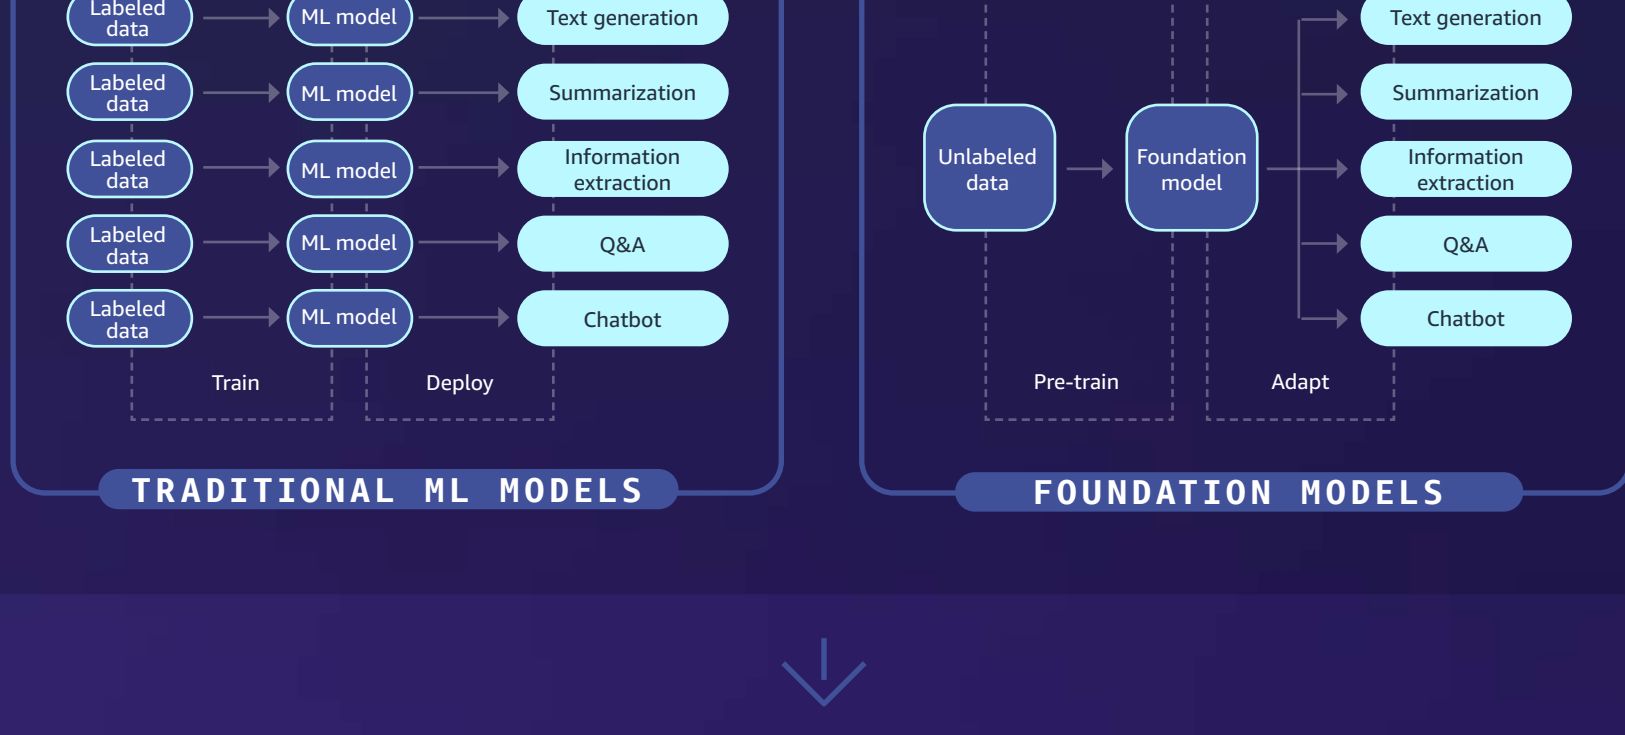 Labeled
data
ML model
Text generation
Labeled
data
ML model
Summarization
Labeled
data
ML model
Information
extraction
Labeled
data
ML model
Q&A
Labeled
data
ML model
Chatbot
Train
Deploy
TRADITIONAL ML MODELS
Unlabeled
data
Foundation
model
Text generation
Summarization
Information
extraction
Q&A
Chatbot
Pre-train
Adapt
FOUNDATION MODELS